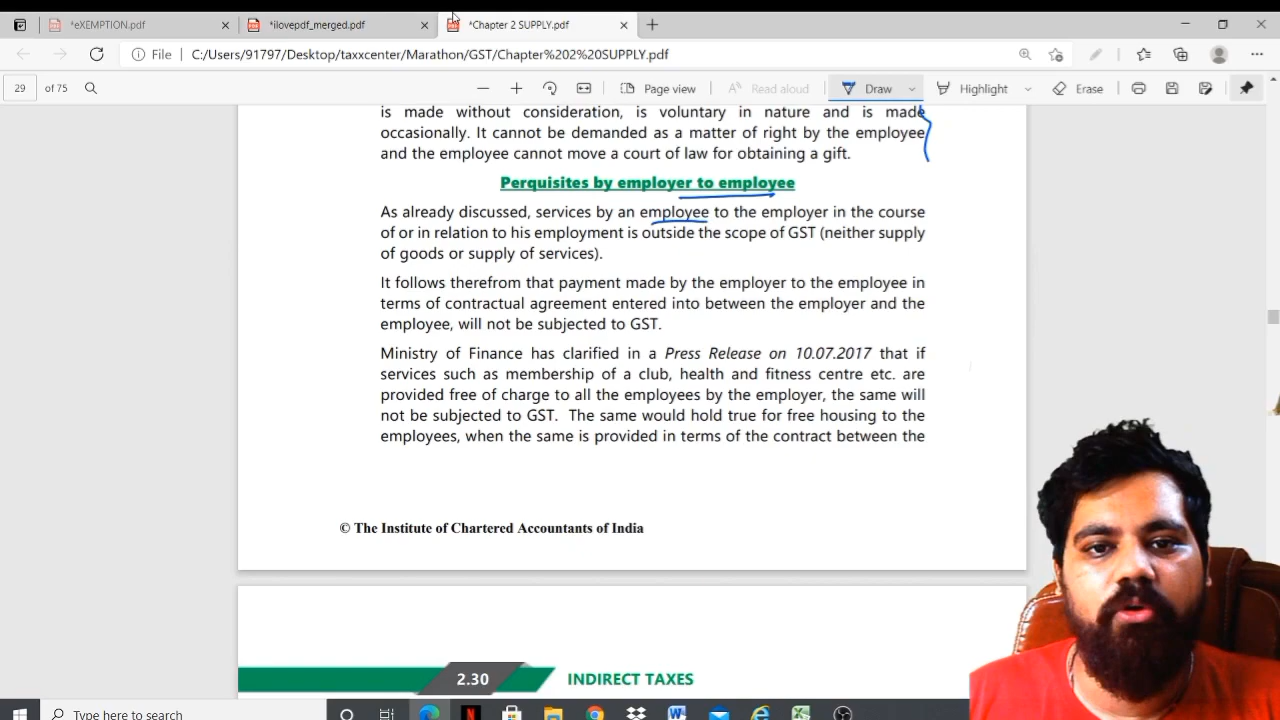 *eXEMPTION.pdf
*ilovepdf_merged.pdf
*Chapter 2 SUPPLY.pdf
File
C:/Users/91797/Desktop/taxxcenter/Marathon/GST/Chapter%202%20SUPPLY.pdf
29 of 75
Page view
Read aloud
Draw
Highlight
Erase
is made without consideration, is voluntary in nature and is made
occasionally. It cannot be demanded as a matter of right by the employee
and the employee cannot move a court of law for obtaining a gift.
Perquisites by employer to employee
As already discussed, services by an employee to the employer in the course
of or in relation to his employment is outside the scope of GST (neither supply
of goods or supply of services).
It follows therefrom that payment made by the employer to the employee in
terms of contractual agreement entered into between the employer and the
employee, will not be subjected to GST.
Ministry of Finance has clarified in a Press Release on 10.07.2017 that if
services such as membership of a club, health and fitness centre etc. are
provided free of charge to all the employees by the employer, the same will
not be subjected to GST. The same would hold true for free housing to the
employees, when the same is provided in terms of the contract between the
© The Institute of Chartered Accountants of India
2.30 INDIRECT TAXES
Type here to search